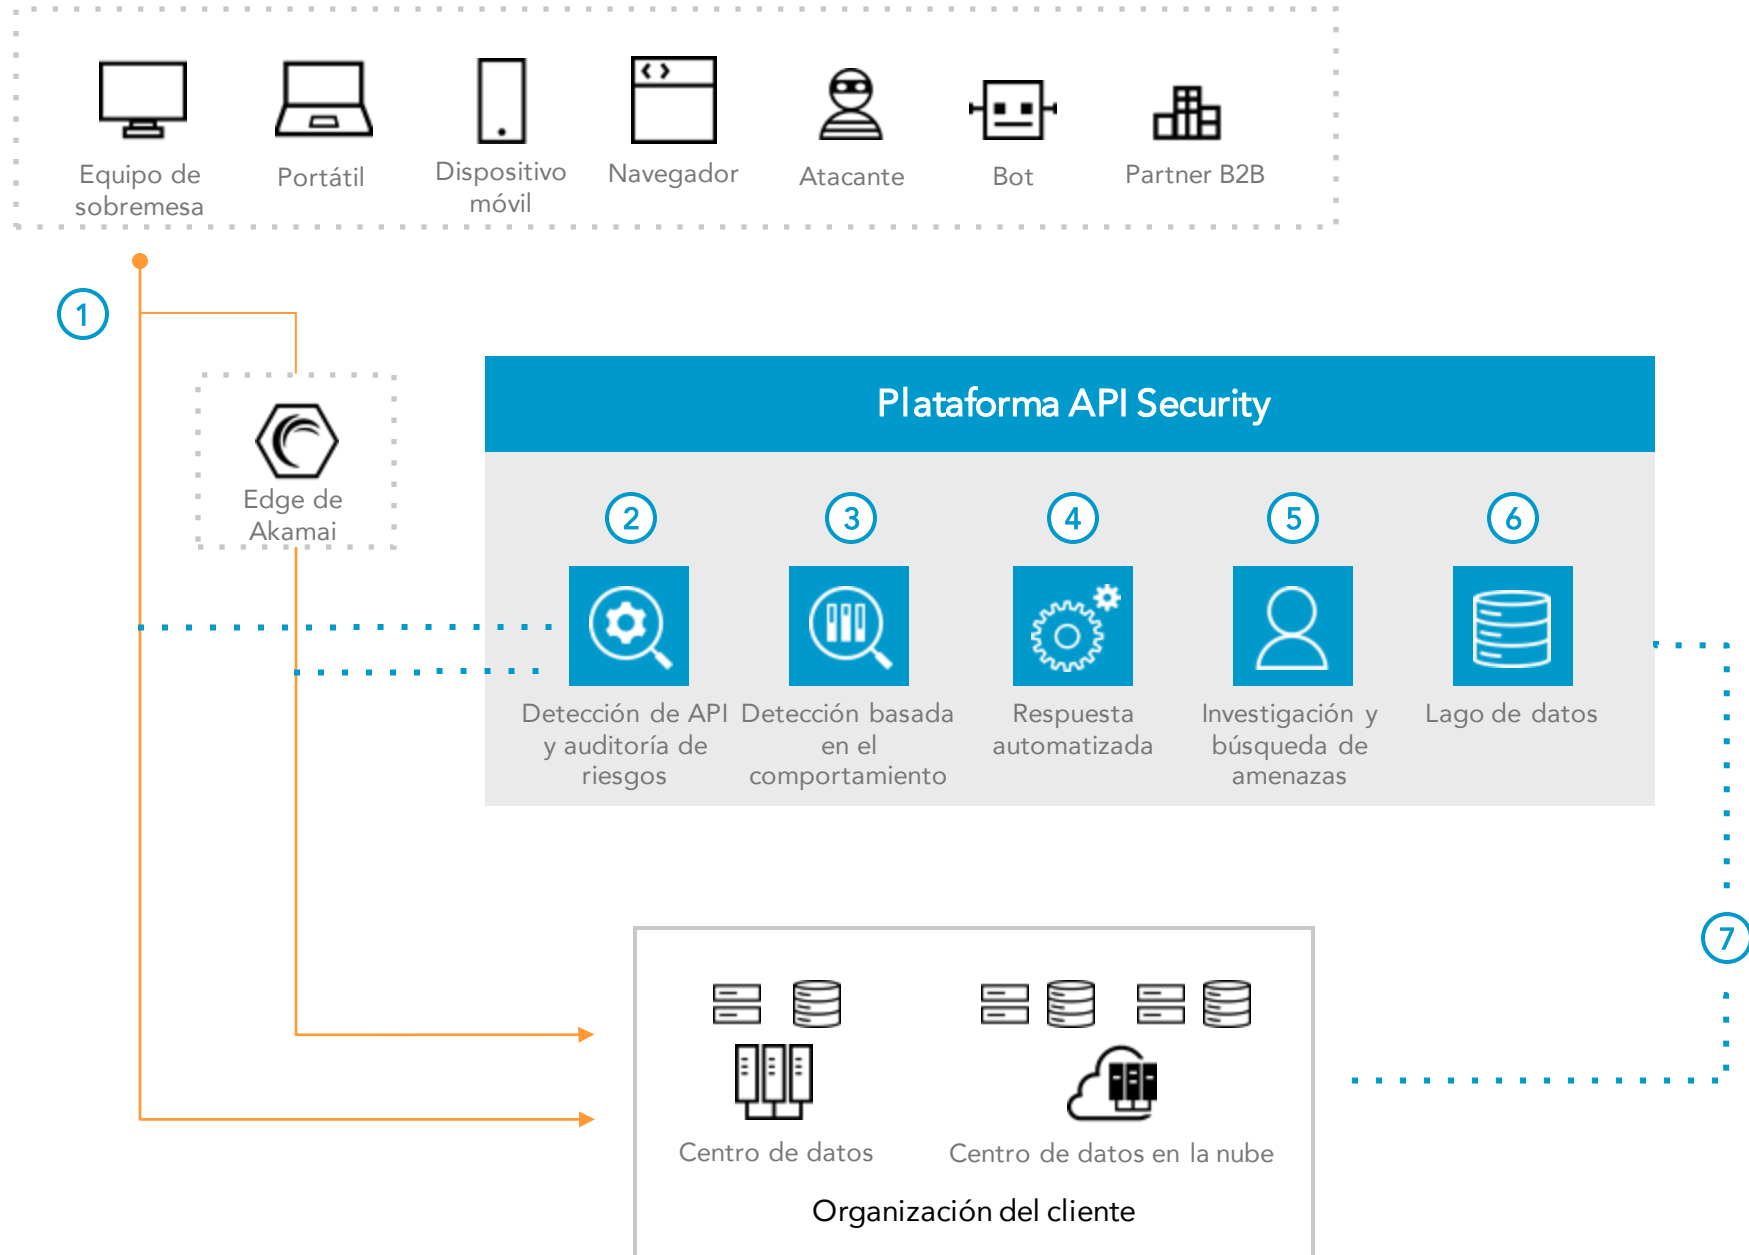 Equipo de
sobremesa
Portátil
Dispositivo
móvil
Navegador
Atacante
Bot
Partner B2B
1
Edge de
Akamai
Plataforma API Security
2
3
4
5
6
Detección de API
y auditoría de
riesgos
Detección basada
en el
comportamiento
Respuesta
automatizada
Investigación y
búsqueda de
amenazas
Lago de datos
7
Centro de datos
Centro de datos en la nube
Organización del cliente